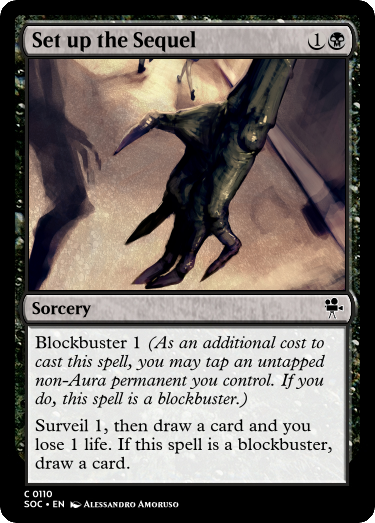 Set up the Sequel 1
Sorcery
Blockbuster 1 (As an additional cost to
cast this spell, you may tap an untapped
non-Aura permanent you control. If you
do, this spell is a blockbuster.)
Surveil 1, then draw a card and you
lose 1 life. If this spell is a blockbuster,
draw a card.
C 0110
SOC • EN Alessandro Amoruso